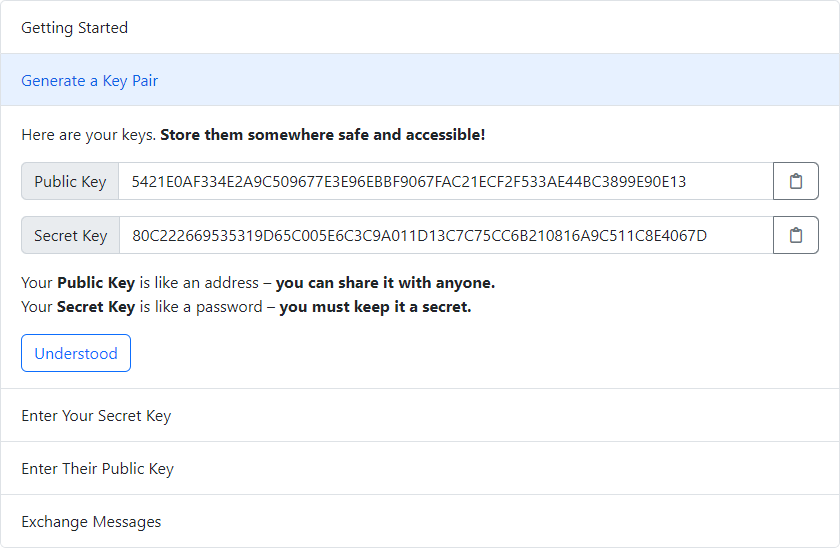 Getting Started
Generate a Key Pair
Here are your keys. Store them somewhere safe and accessible!
Public Key 5421E0AF334E2A9C509677E3E96EBBF9067FAC21ECF2F533AE44BC3899E90E13
Secret Key 80C222669535319D65C005E6C3C9A011D13C7C75CC6B210816A9C511C8E4067D
Your Public Key is like an address – you can share it with anyone.
Your Secret Key is like a password – you must keep it a secret.
Understood
Enter Your Secret Key
Enter Their Public Key
Exchange Messages